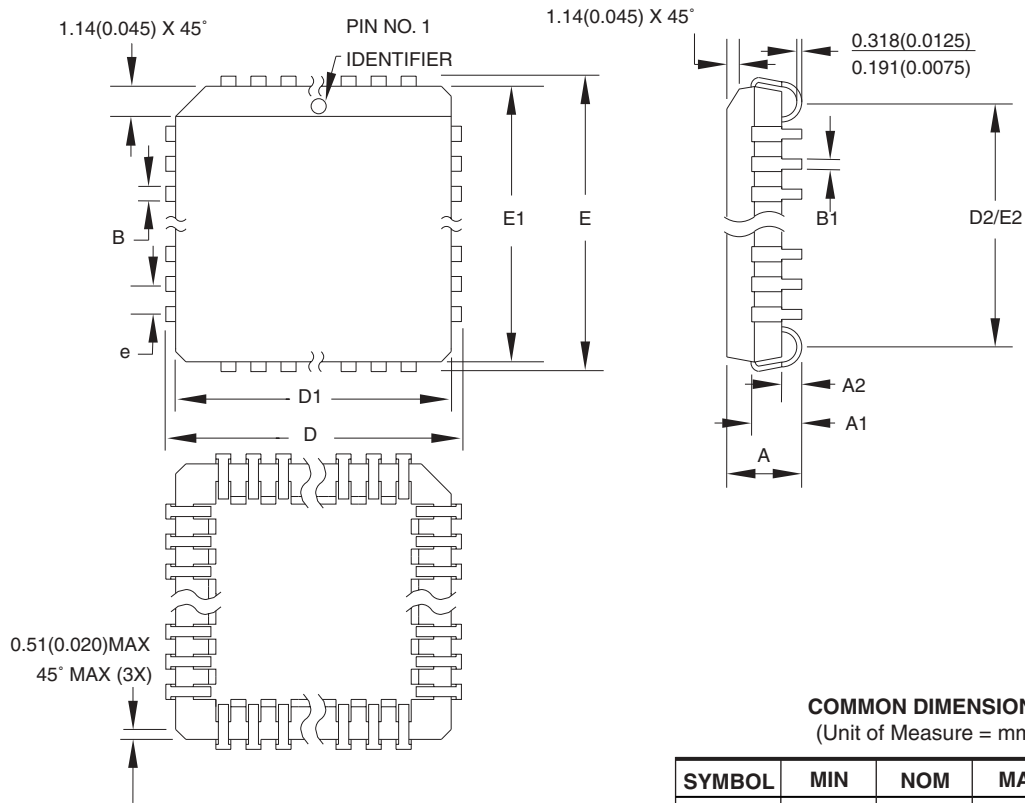 1.14(0.045) X 45˚
PIN NO. 1
IDENTIFIER
1.14(0.045) X 45˚
0.318(0.0125)
0.191(0.0075)
B
e
E1
E
B1
D2/E2
D1
D
A2
A1
A
0.51(0.020)MAX
45˚ MAX (3X)
COMMON DIMENSION
(Unit of Measure = mm
SYMBOL MIN NOM MA